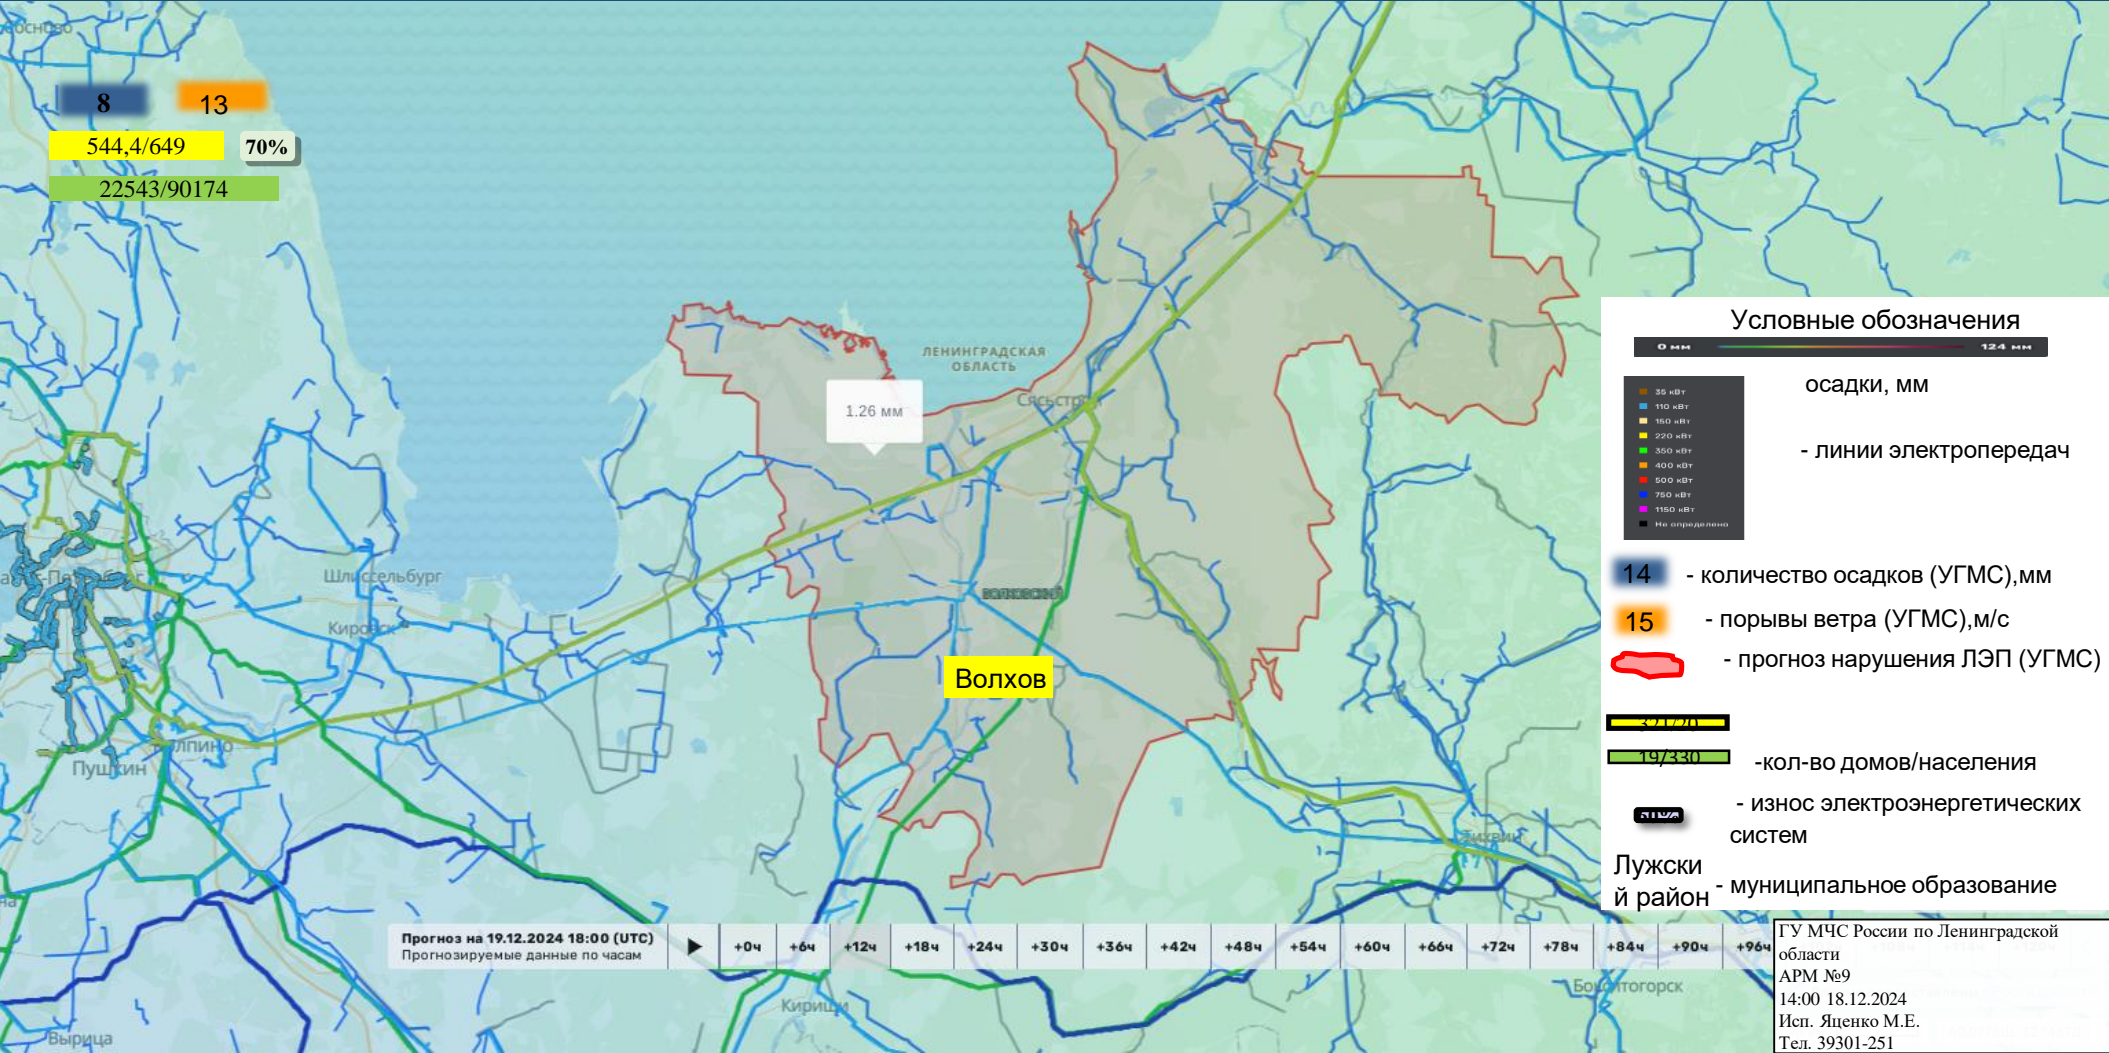 8
13
544,4/649
70%
22543/90174
ЛЕНИНГРАДСКАЯ
ОБЛАСТЬ
1.26 мм
Шлиссельбург
Пушкин
Волхов
Кириши
Вырица
Условные обозначения
0 мм
124 мм
осадки, мм
35 кВт
110 кВт
150 кВт
220 кВт
350 кВт
400 кВт
500 кВт
750 кВт
1150 кВт
Не определено
- линии электропередач
14 - количество осадков (УГМС),мм
15 - порывы ветра (УГМС),м/с
- прогноз нарушения ЛЭП (УГМС)
321/20
19/330 -кол-во домов/населения
- износ электроэнергетических
систем
Лужски
й район - муниципальное образование
Прогноз на 19.12.2024 18:00 (UTC)
Прогнозируемые данные по часам
+0ч +6ч +12ч +18ч +24ч +30ч +36ч +42ч +48ч +54ч +60ч +66ч +72ч +78ч +84ч +90ч +96ч
ГУ МЧС России по Ленинградской
области
АРМ №9
14:00 18.12.2024
Исп. Яценко М.Е.
Тел. 39301-251